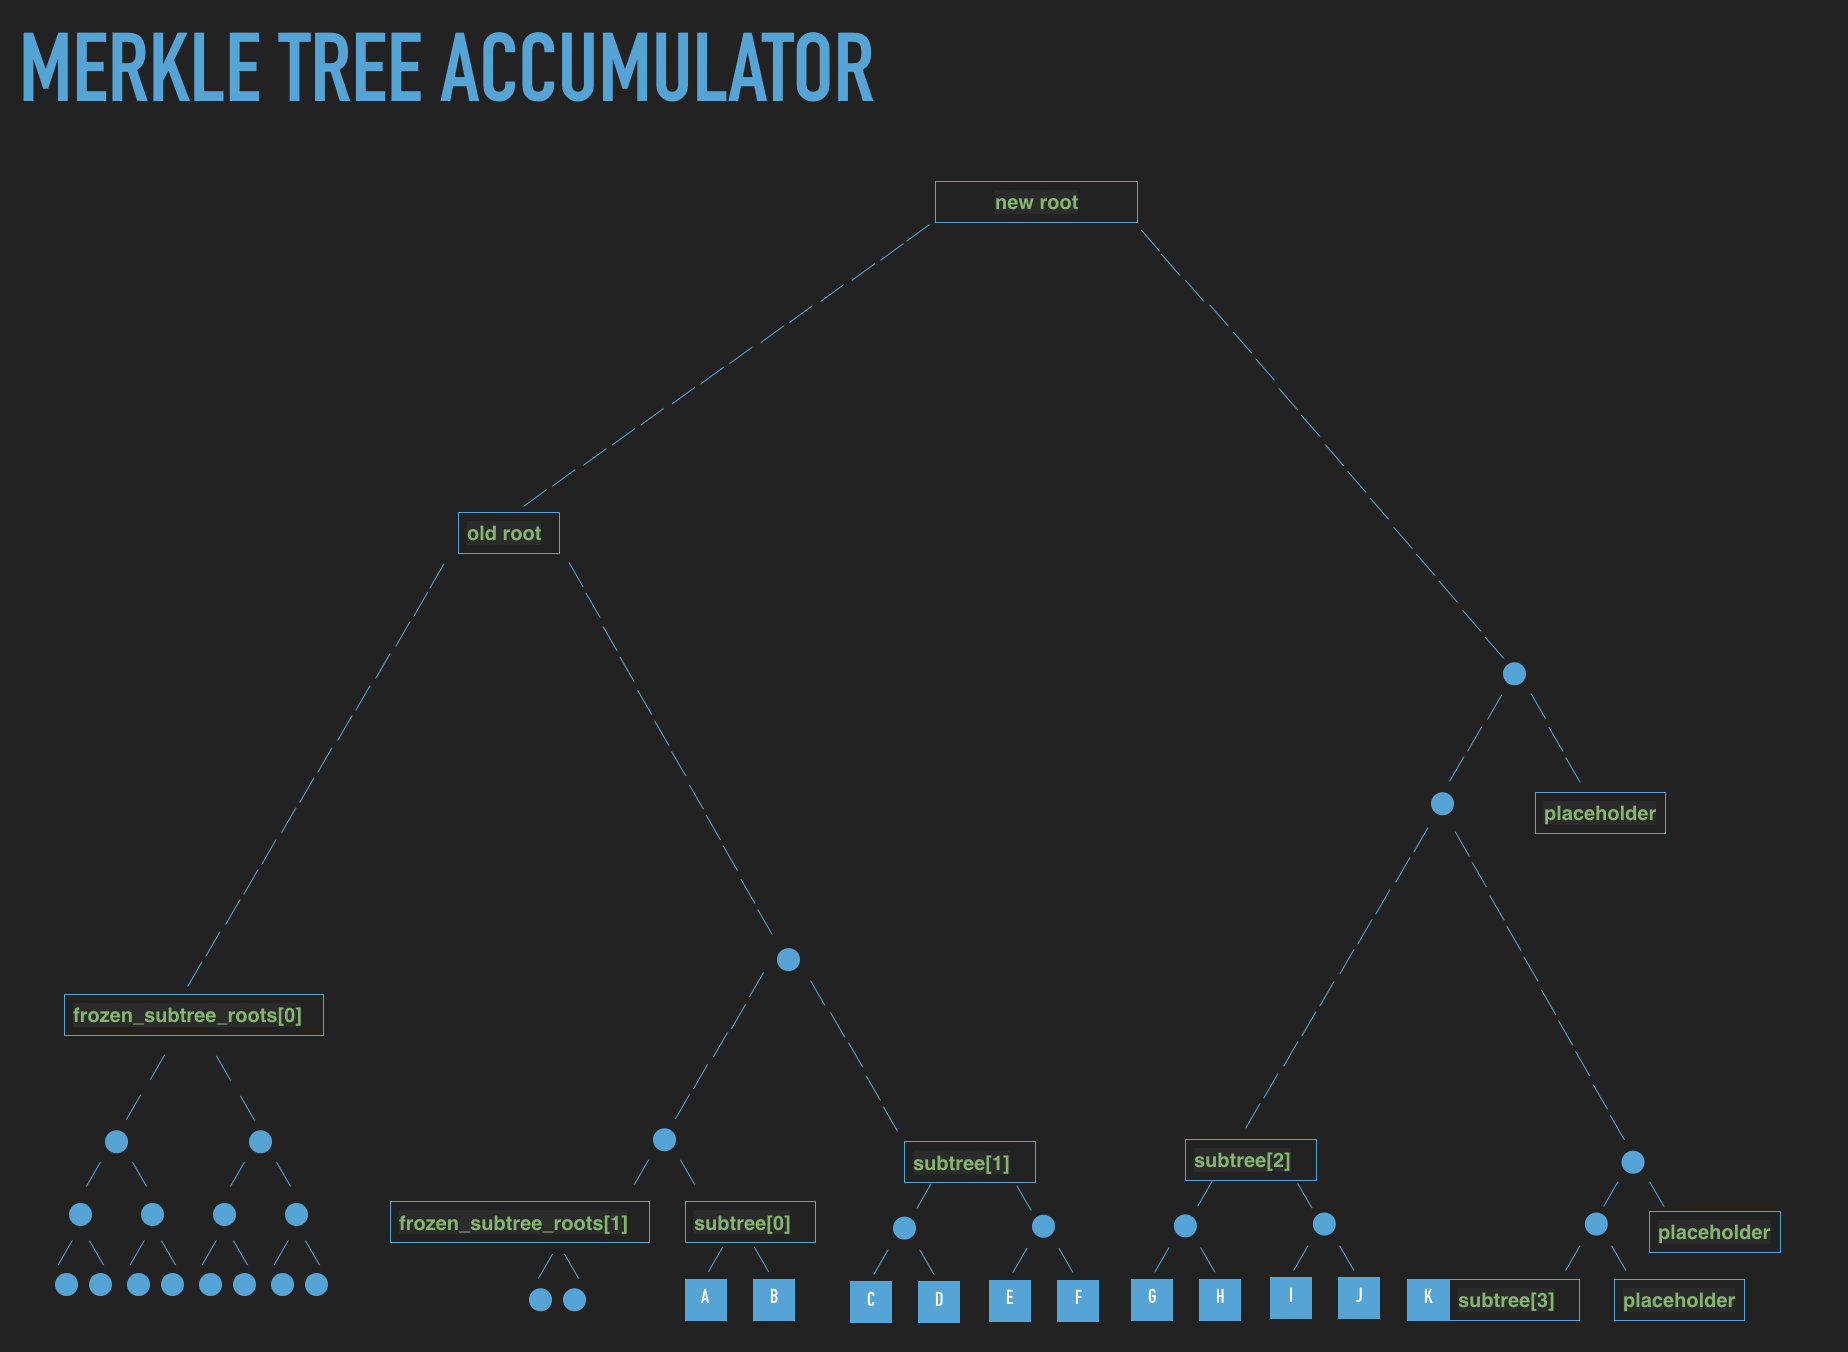 MERKLE TREE ACCUMULATOR
new root
old root
placeholder
frozen_subtree_roots[0]
subtree[1]
subtree[2]
frozen_subtree_roots[1]
subtree[0]
placeholder
A
B
C
D
E
F
G
H
I
J
K
subtree[3]
placeholder